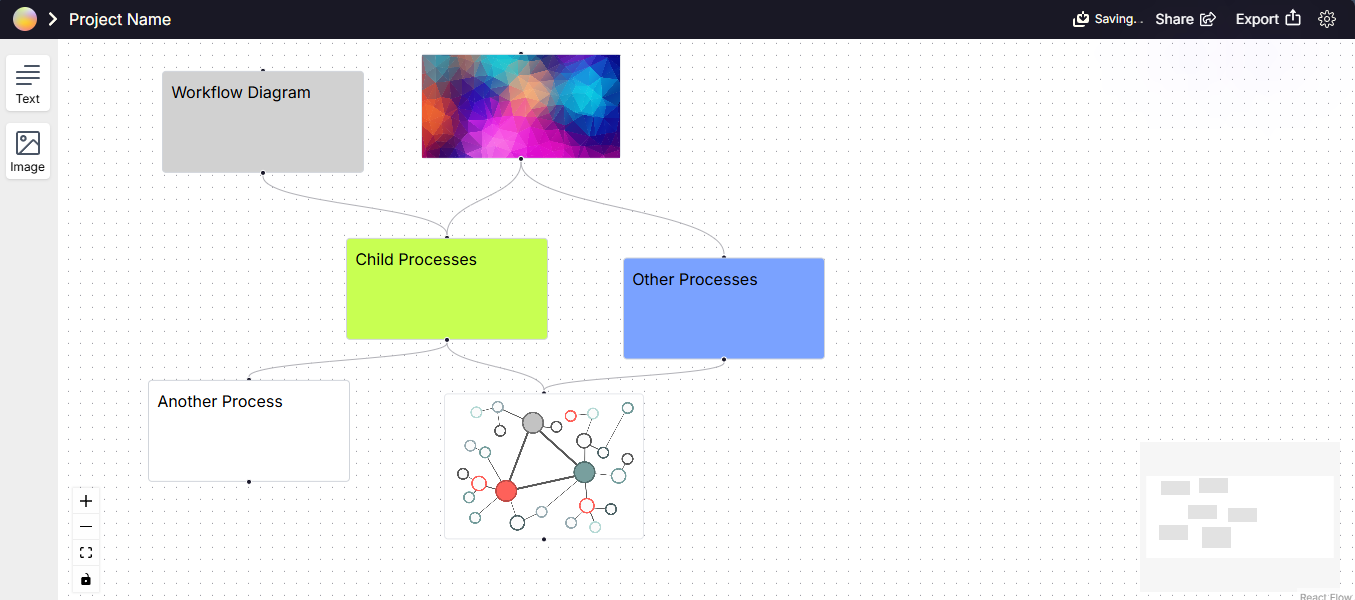 Project Name
Saving. .
Share
Export
Text
Image
Workflow Diagram
Child Processes
Other Processes
Another Process
React Flow